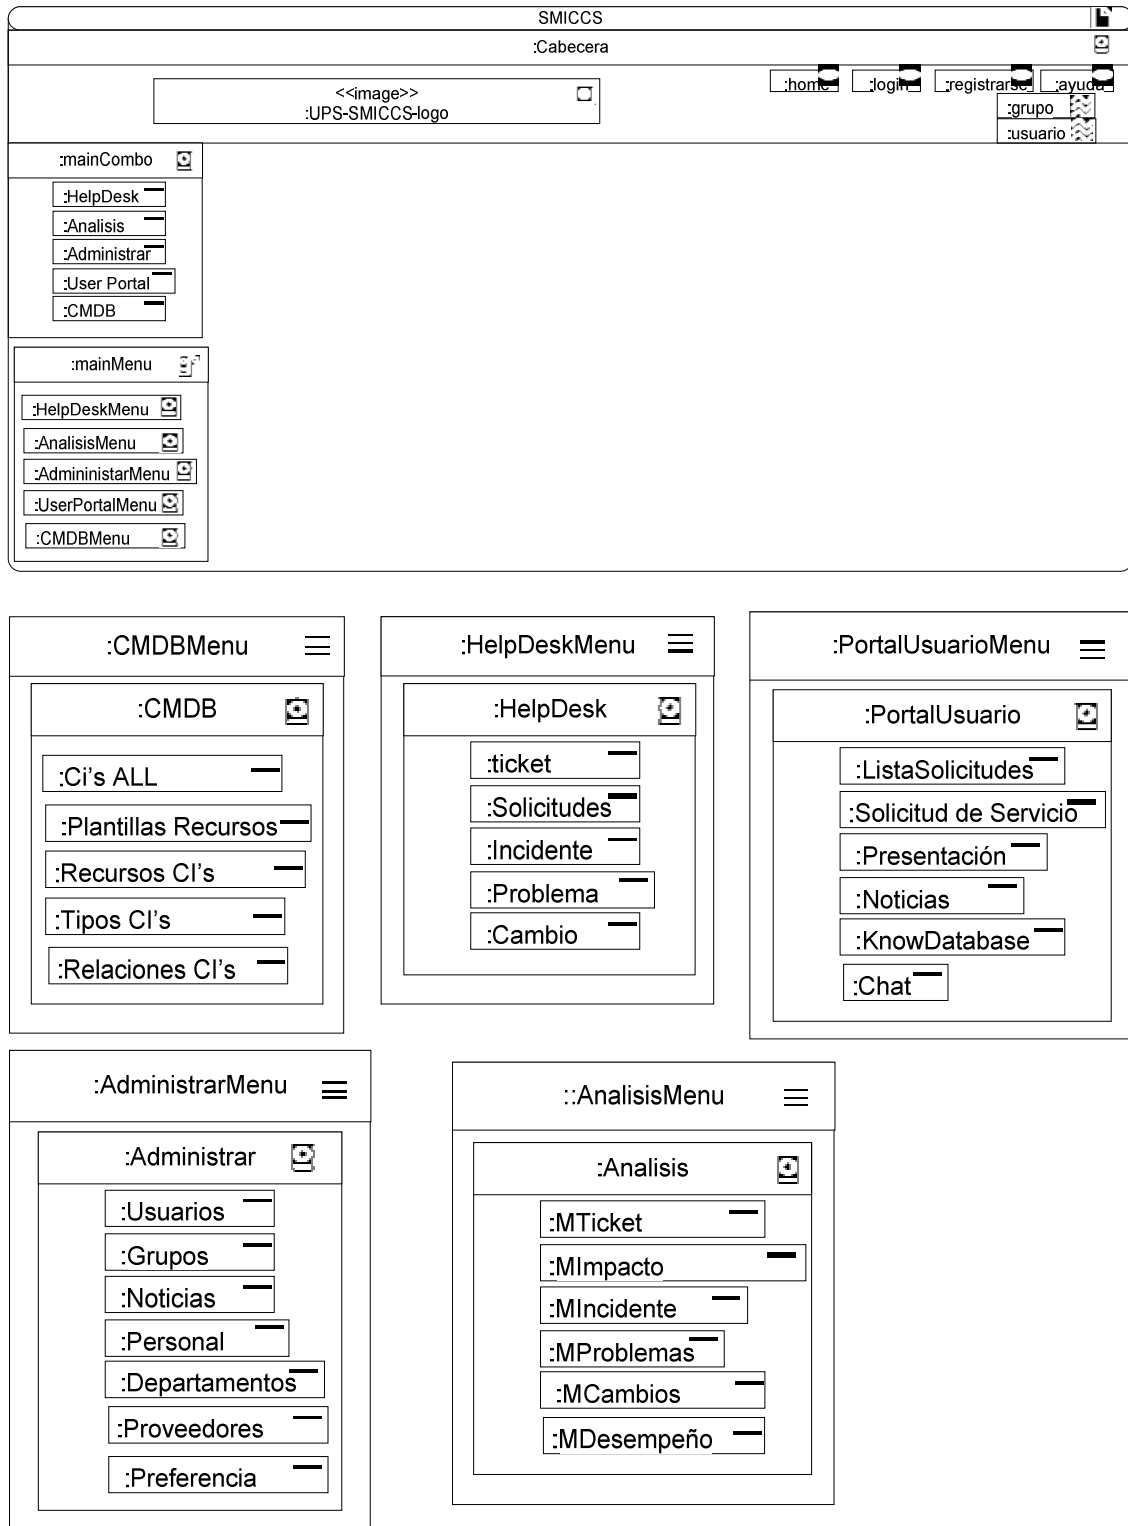 SMICCS
:Cabecera
<<image>>
:UPS-SMICCS-logo
:home :login :registrarse :ayuda
:grupo
:usuario
:mainCombo
:HelpDesk
:Analisis
:Administrar
:User Portal
:CMDB
:mainMenu
:HelpDeskMenu
:AnalisisMenu
:AdmininistarMenu
:UserPortalMenu
:CMDBMenu
:CMDBMenu
:CMDB
:Ci's ALL
:Plantillas Recursos
:Recursos CI's
:Tipos CI's
:Relaciones CI's
:HelpDeskMenu
:HelpDesk
:ticket
:Solicitudes
:Incidente
:Problema
:Cambio
:PortalUsuarioMenu
:PortalUsuario
:ListaSolicitudes
:Solicitud de Servicio
:Presentación
:Noticias
:KnowDatabase
:Chat
:AdministrarMenu
:Administrar
:Usuarios
:Grupos
:Noticias
:Personal
:Departamentos
:Proveedores
:Preferencia
::AnalisisMenu
:Analisis
:MTicket
:MImpacto
:MIncidente
:MProblemas
:MCambios
:MDesempeño